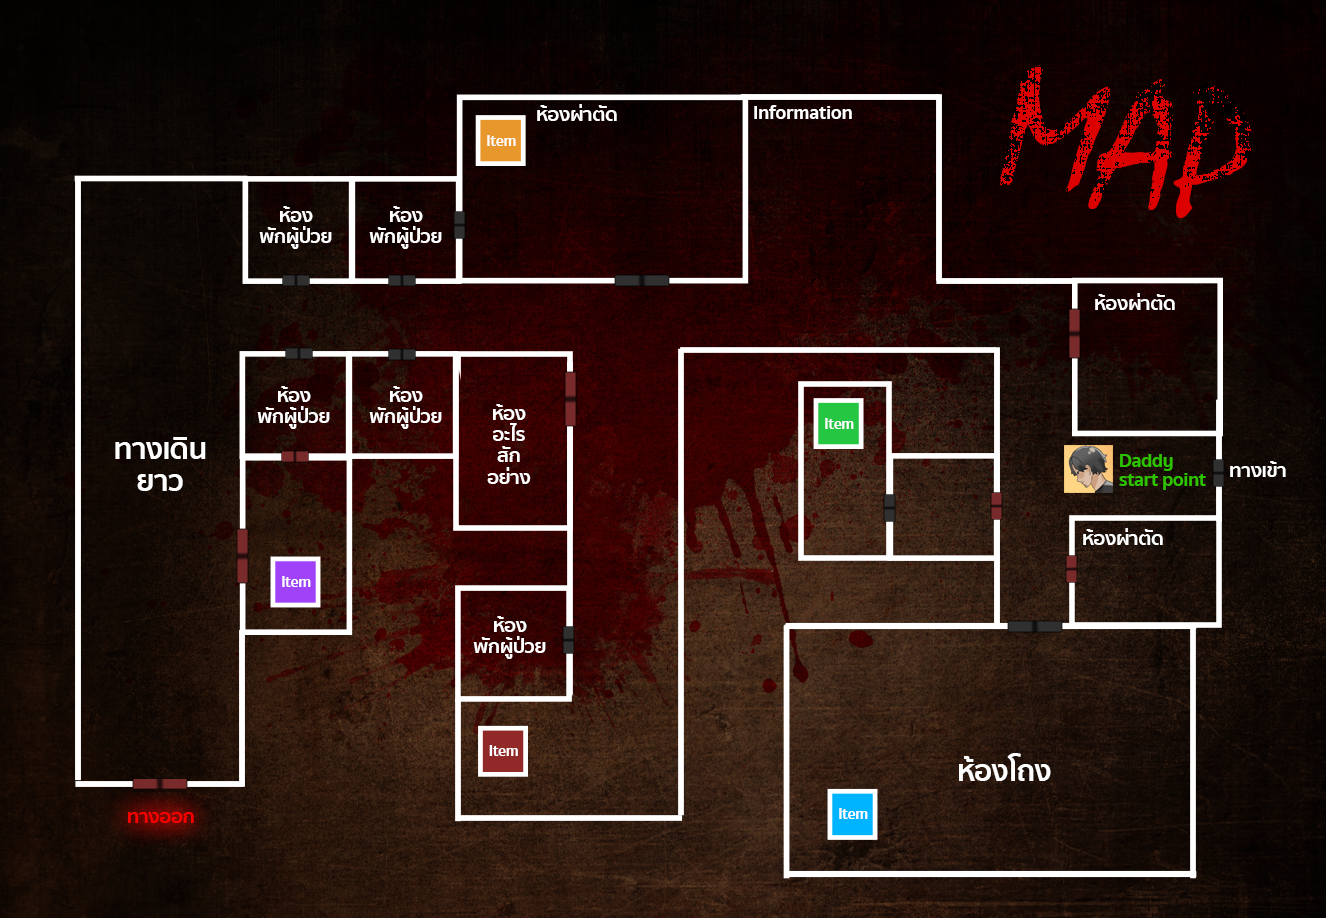 MAP
ห้องผ่าตัด
Information
Item
ห้อง
พักผู้ป่วย
ห้อง
พักผู้ป่วย
ห้องผ่าตัด
ห้อง
พักผู้ป่วย
ห้อง
พักผู้ป่วย
ห้อง
อะไร
สัก
อย่าง
Item
ทางเดิน
ยาว
Daddy
start point
ทางเข้า
ห้องผ่าตัด
Item
ห้อง
พักผู้ป่วย
Item
ห้องโถง
Item
ทางออก